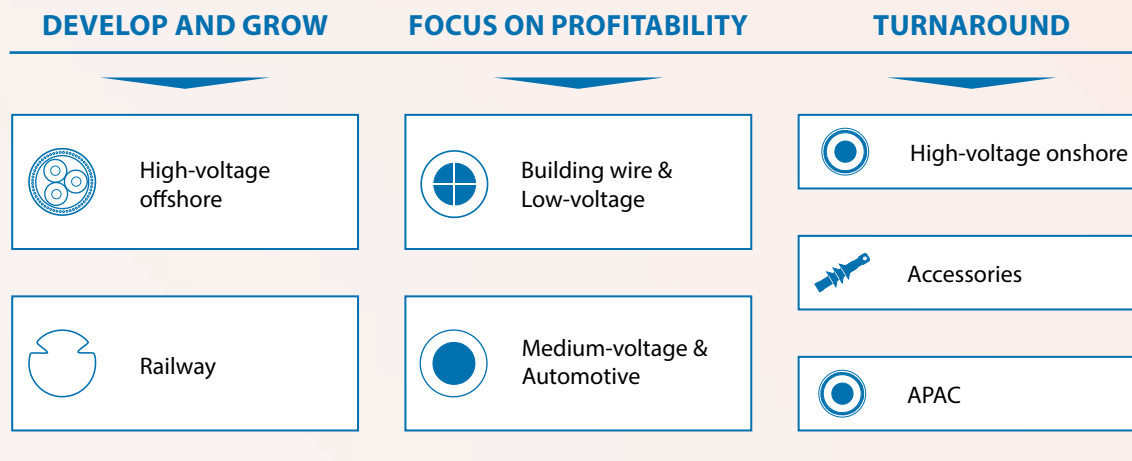 DEVELOP AND GROW
High-voltage
offshore
Railway
FOCUS ON PROFITABILITY
Building wire &
Low-voltage
Medium-voltage &
Automotive
TURNAROUND
High-voltage onshore
Accessories
APAC